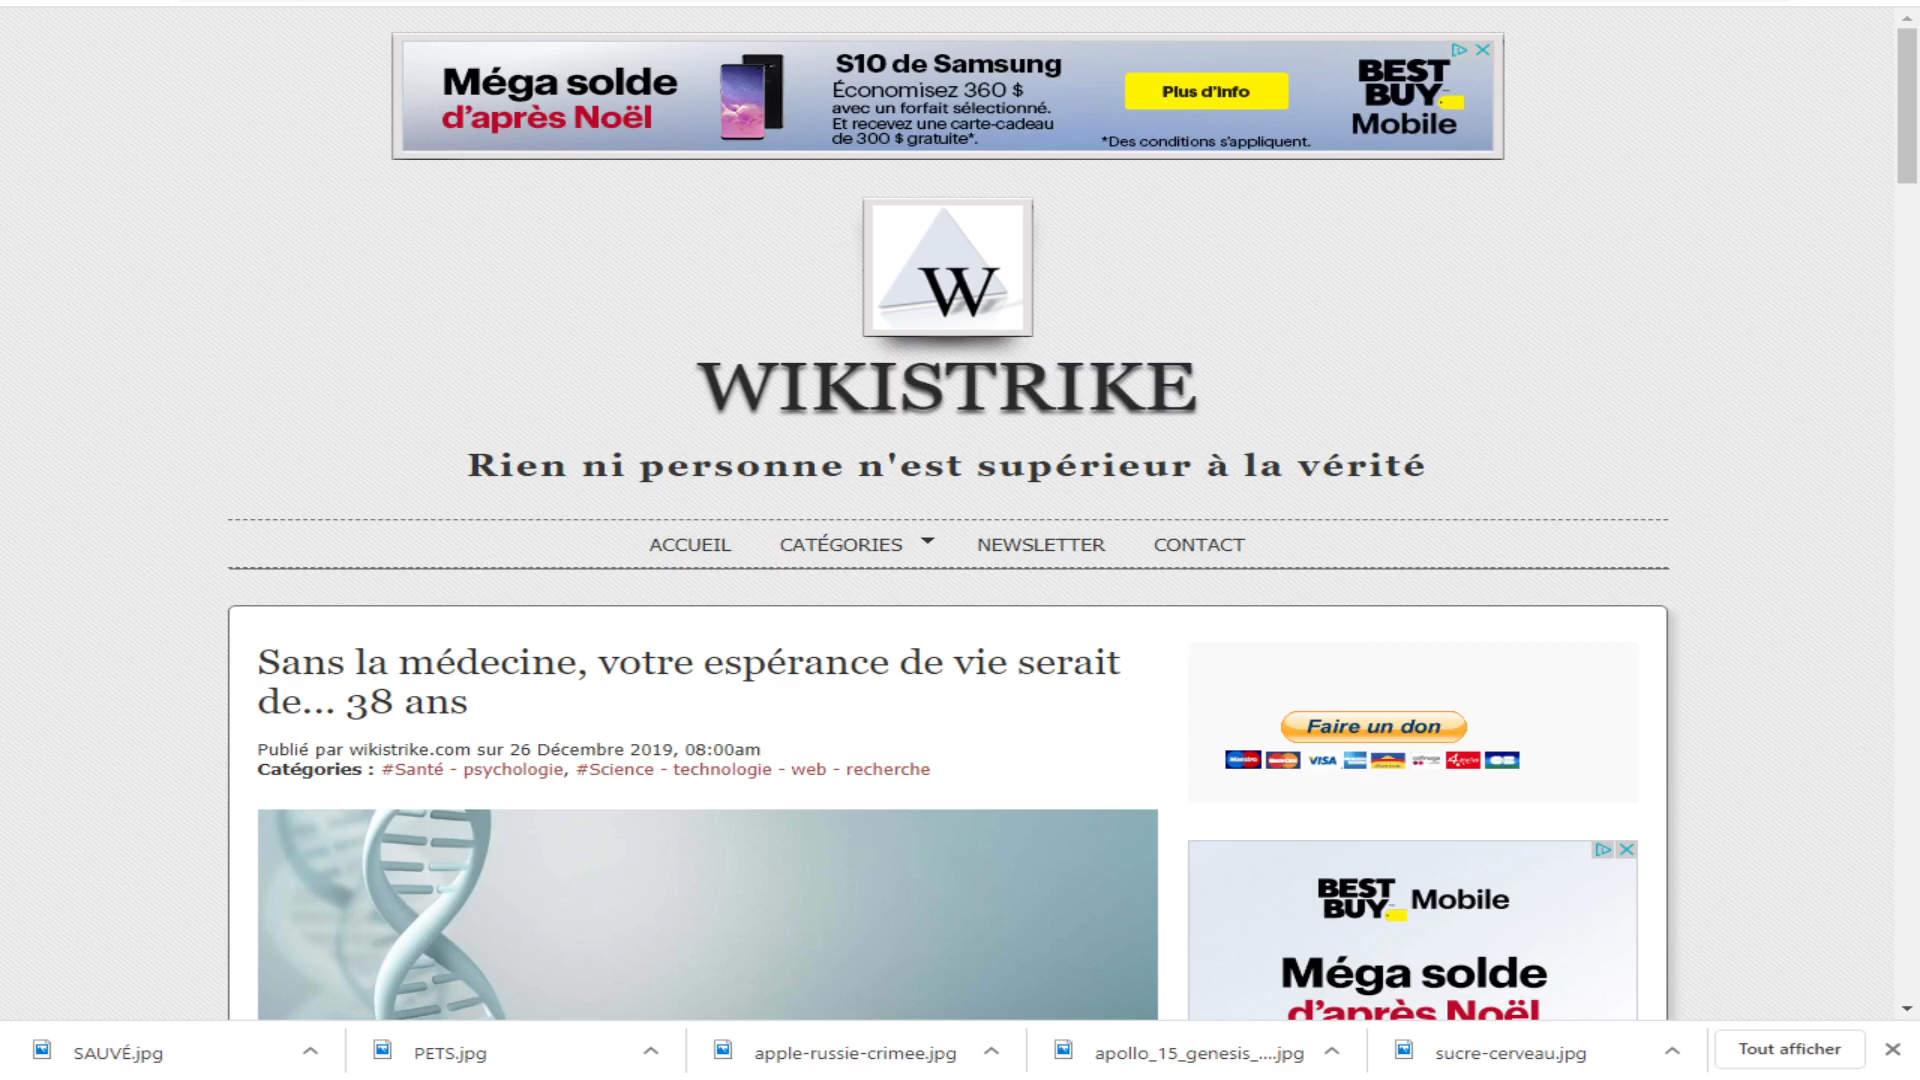 Méga solde
d'après Noël
S10 de Samsung
Économisez 360 $
avec un forfait sélectionné.
Et recevez une carte-cadeau
de 300 $ gratuite*.
Plus d'info
*Des conditions s'appliquent.
BEST
BUY
Mobile
W
WIKISTRIKE
Rien ni personne n'est supérieur à la vérité
ACCUEIL CATÉGORIES NEWSLETTER CONTACT
Sans la médecine, votre espérance de vie serait
de... 38 ans
Publié par wikistrike.com sur 26 Décembre 2019, 08:00am
Catégories : #Santé - psychologie, #Science - technologie - web - recherche
Faire un don
Maestro VISA
BEST
BUY Mobile
Méga solde
d'après Noël
SAUVÉ.jpg PETS.jpg apple-russie-crimee.jpg apollo_15_genesis_....jpg sucre-cerveau.jpg Tout afficher